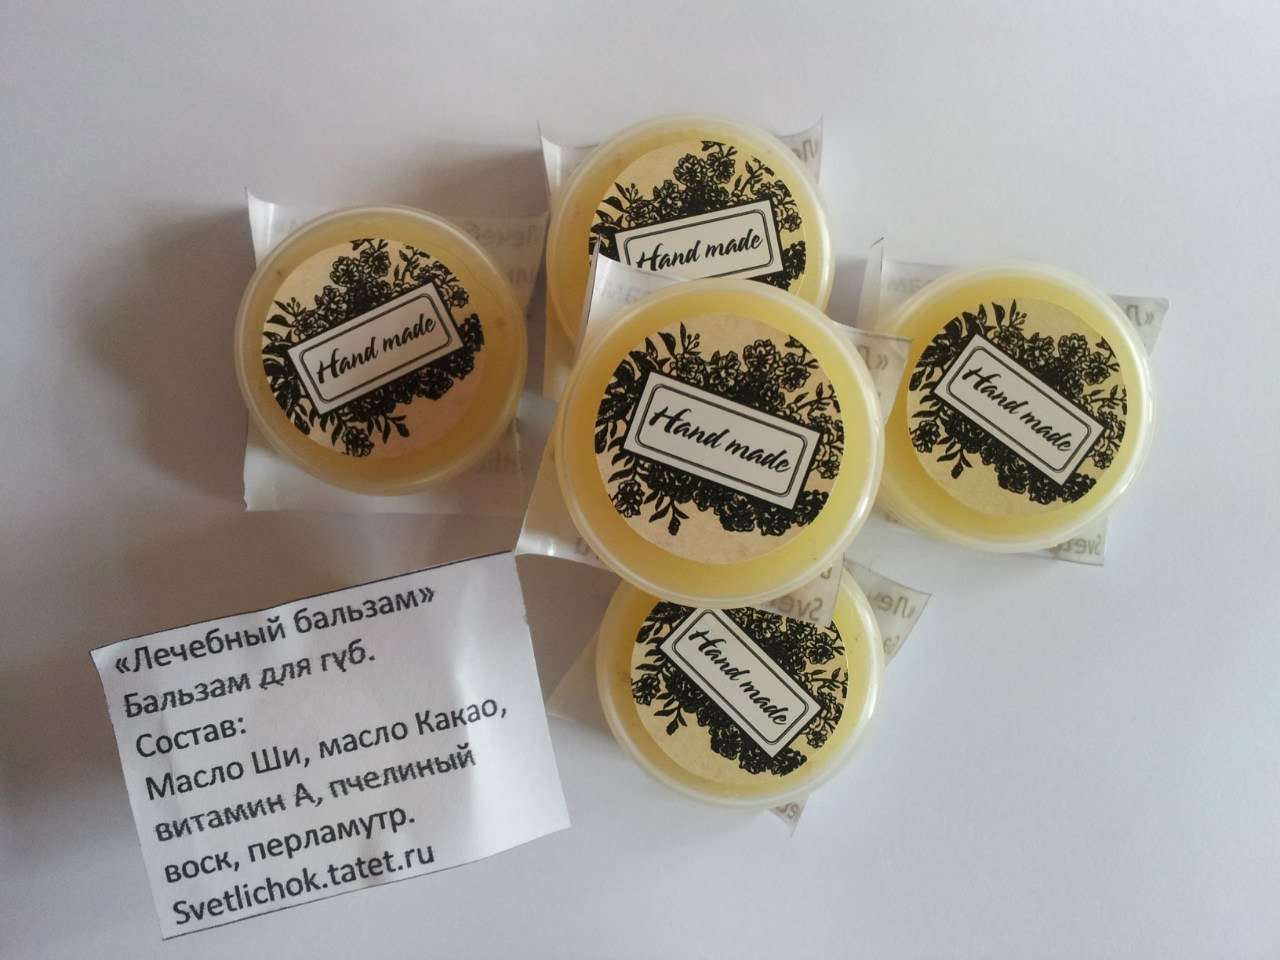 Hand made
Hand made
Hand made
Hand made
Hand made
«Лечебный бальзам»
Бальзам для губ.
Состав:
Масло Ши, масло Какао,
витамин А, пчелиный
воск, перламутр.
Svetlichok.tatet.ru